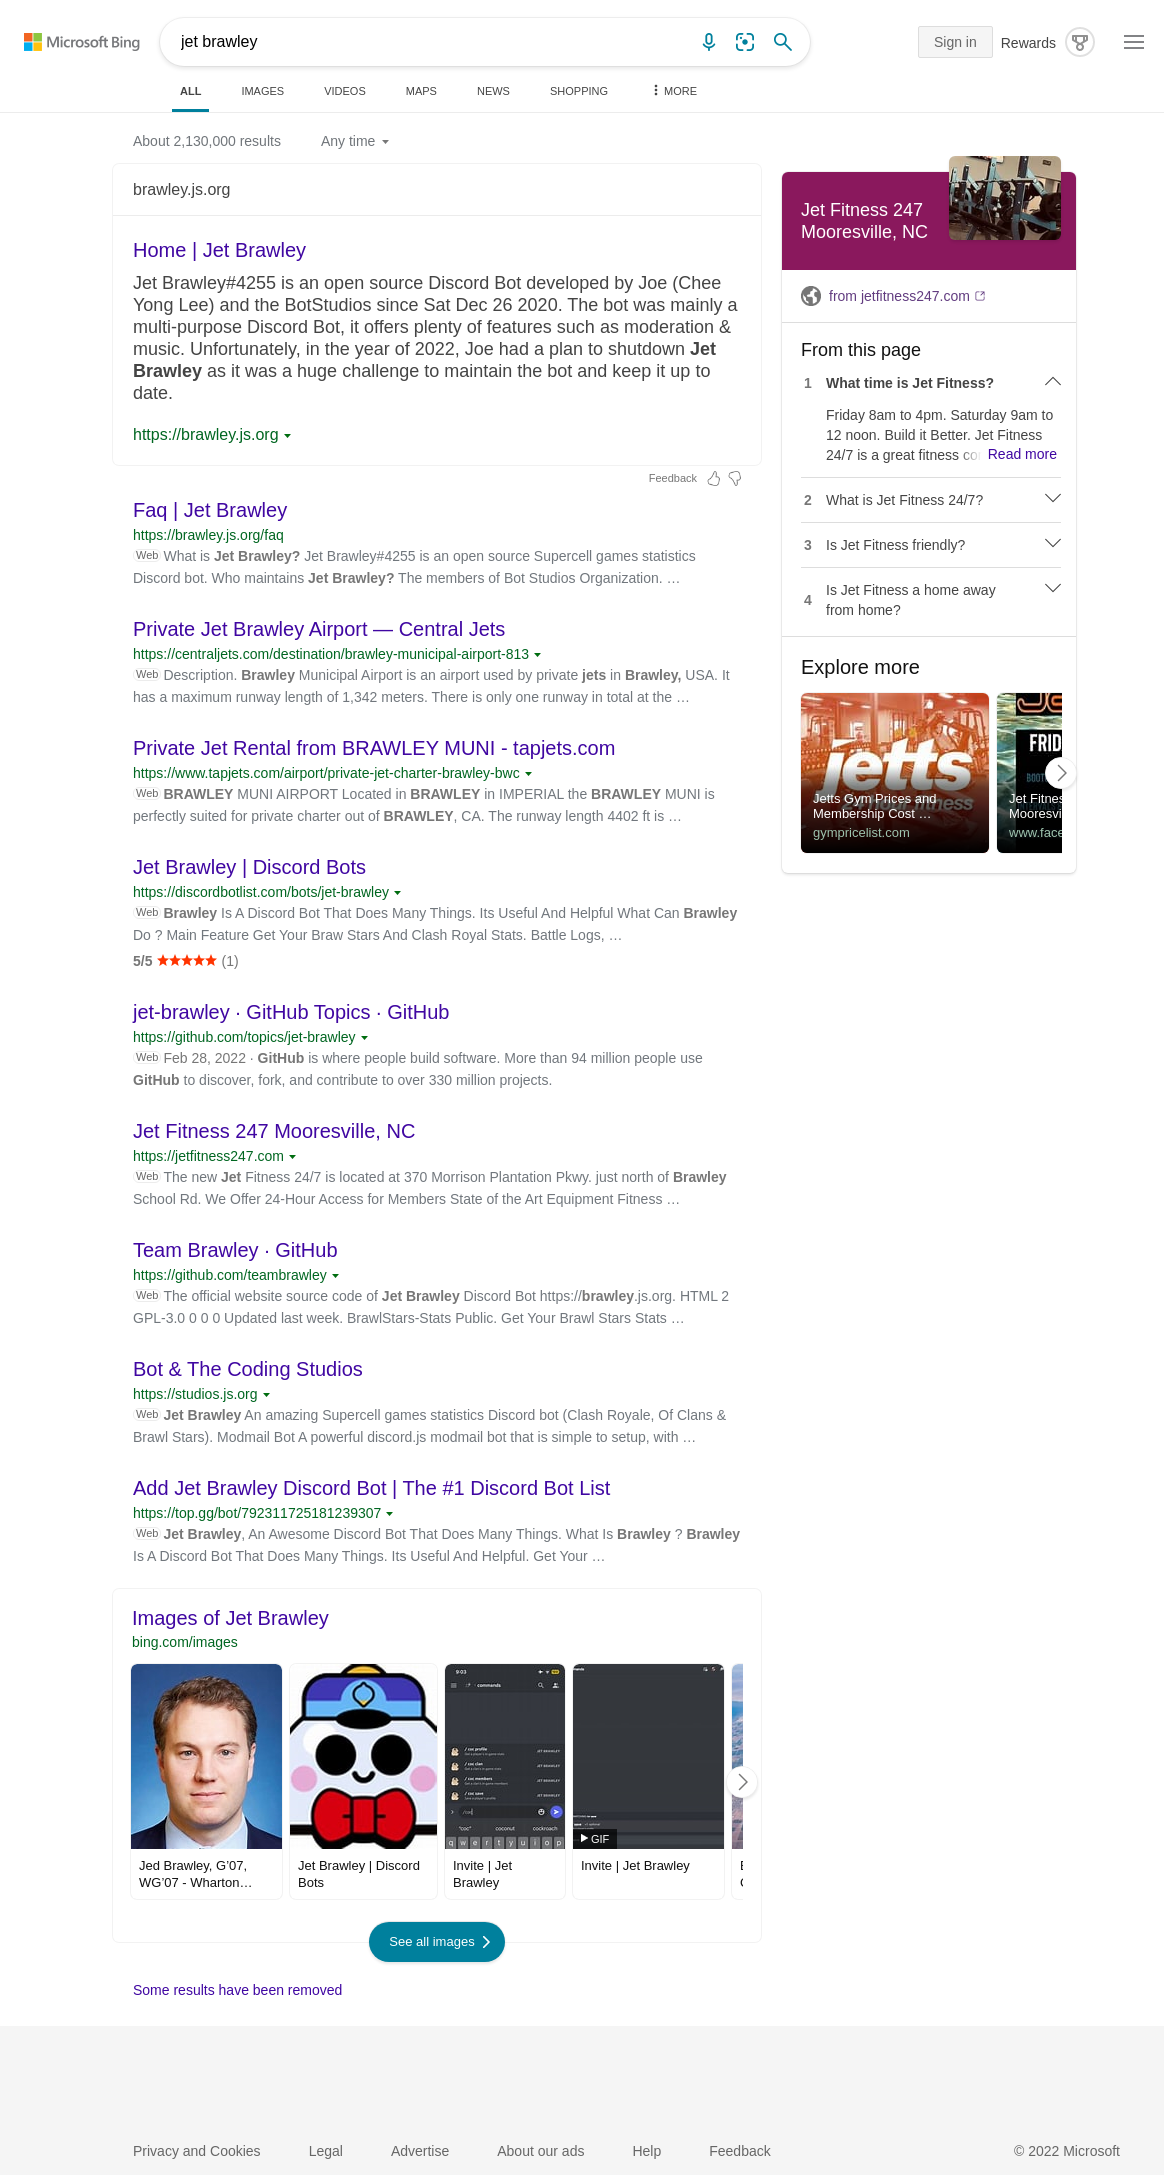 Microsoft Bing
jet brawley
Sign in
Rewards
ALL
IMAGES
VIDEOS
MAPS
NEWS
SHOPPING
MORE
About 2,130,000 results
Any time
brawley.js.org
Home | Jet Brawley
Jet Brawley#4255 is an open source Discord Bot developed by Joe (Chee
Yong Lee) and the BotStudios since Sat Dec 26 2020. The bot was mainly a
multi-purpose Discord Bot, it offers plenty of features such as moderation &
music. Unfortunately, in the year of 2022, Joe had a plan to shutdown Jet
Brawley as it was a huge challenge to maintain the bot and keep it up to
date.
https://brawley.js.org
Feedback
Faq | Jet Brawley
https://brawley.js.org/faq
Web What is Jet Brawley? Jet Brawley#4255 is an open source Supercell games statistics
Discord bot. Who maintains Jet Brawley? The members of Bot Studios Organization. …
Private Jet Brawley Airport — Central Jets
https://centraljets.com/destination/brawley-municipal-airport-813
Web Description. Brawley Municipal Airport is an airport used by private jets in Brawley, USA. It
has a maximum runway length of 1,342 meters. There is only one runway in total at the …
Private Jet Rental from BRAWLEY MUNI - tapjets.com
https://www.tapjets.com/airport/private-jet-charter-brawley-bwc
Web BRAWLEY MUNI AIRPORT Located in BRAWLEY in IMPERIAL the BRAWLEY MUNI is
perfectly suited for private charter out of BRAWLEY, CA. The runway length 4402 ft is …
Jet Brawley | Discord Bots
https://discordbotlist.com/bots/jet-brawley
Web Brawley Is A Discord Bot That Does Many Things. Its Useful And Helpful What Can Brawley
Do ? Main Feature Get Your Braw Stars And Clash Royal Stats. Battle Logs, …
5/5 ★★★★★ (1)
jet-brawley · GitHub Topics · GitHub
https://github.com/topics/jet-brawley
Web Feb 28, 2022 · GitHub is where people build software. More than 94 million people use
GitHub to discover, fork, and contribute to over 330 million projects.
Jet Fitness 247 Mooresville, NC
https://jetfitness247.com
Web The new Jet Fitness 24/7 is located at 370 Morrison Plantation Pkwy. just north of Brawley
School Rd. We Offer 24-Hour Access for Members State of the Art Equipment Fitness …
Team Brawley · GitHub
https://github.com/teambrawley
Web The official website source code of Jet Brawley Discord Bot https://brawley.js.org. HTML 2
GPL-3.0 0 0 0 Updated last week. BrawlStars-Stats Public. Get Your Brawl Stars Stats …
Bot & The Coding Studios
https://studios.js.org
Web Jet Brawley An amazing Supercell games statistics Discord bot (Clash Royale, Of Clans &
Brawl Stars). Modmail Bot A powerful discord.js modmail bot that is simple to setup, with …
Add Jet Brawley Discord Bot | The #1 Discord Bot List
https://top.gg/bot/792311725181239307
Web Jet Brawley, An Awesome Discord Bot That Does Many Things. What Is Brawley ? Brawley
Is A Discord Bot That Does Many Things. Its Useful And Helpful. Get Your …
Images of Jet Brawley
bing.com/images
9:03
commands
/coc profile
JET BRAWLEY
/coc clan
JET BRAWLEY
/coc members
JET BRAWLEY
/coc save
JET BRAWLEY
/coc
"coc" coconut cockroach
q w e r t y u i o p
GIF
Jed Brawley, G'07,
WG'07 - Wharton…
Jet Brawley | Discord
Bots
Invite | Jet
Brawley
Invite | Jet Brawley
See all images
Some results have been removed
Jet Fitness 247
Mooresville, NC
from jetfitness247.com
From this page
1 What time is Jet Fitness?
Friday 8am to 4pm. Saturday 9am to
12 noon. Build it Better. Jet Fitness
24/7 is a great fitness co Read more
2 What is Jet Fitness 24/7?
3 Is Jet Fitness friendly?
4 Is Jet Fitness a home away
from home?
Explore more
jetts
24 hour fitness
Jetts Gym Prices and
Membership Cost …
gympricelist.com
FRID
BOOT
Jet Fitnes
Mooresvi
www.face
Privacy and Cookies
Legal
Advertise
About our ads
Help
Feedback
© 2022 Microsoft